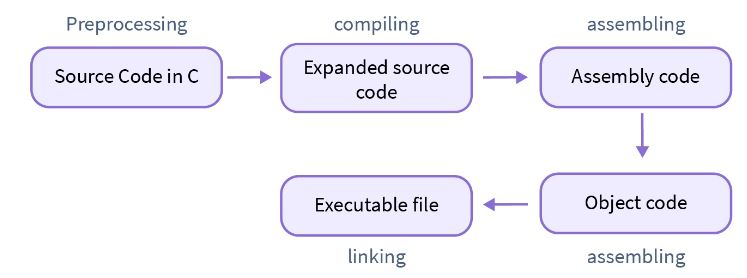 Preprocessing
compiling
assembling
Source Code in C
Expanded source
code
Assembly code
Executable file
Object code
linking
assembling